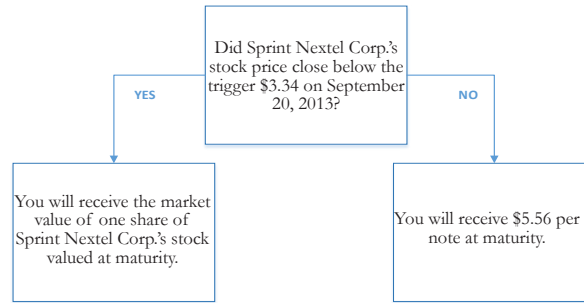 Did Sprint Nextel Corp.'s
stock price close below the
trigger $3.34 on September
20, 2013?
YES
NO
You will receive the market
value of one share of
Sprint Nextel Corp.'s stock
valued at maturity.
You will receive $5.56 per
note at maturity.